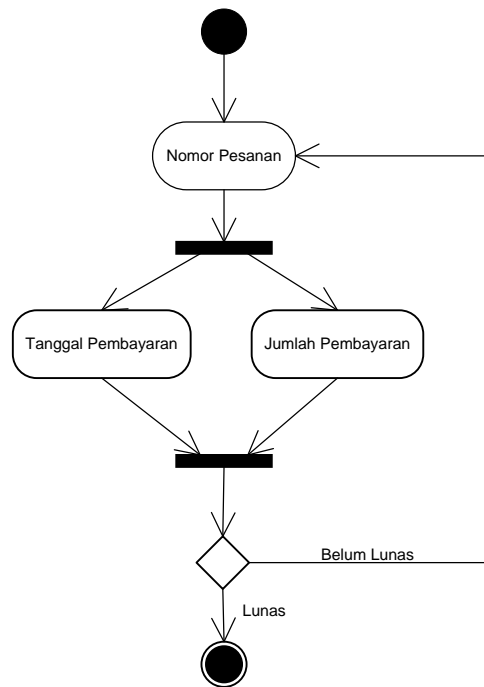 Nomor Pesanan
Tanggal Pembayaran
Jumlah Pembayaran
Belum Lunas
Lunas